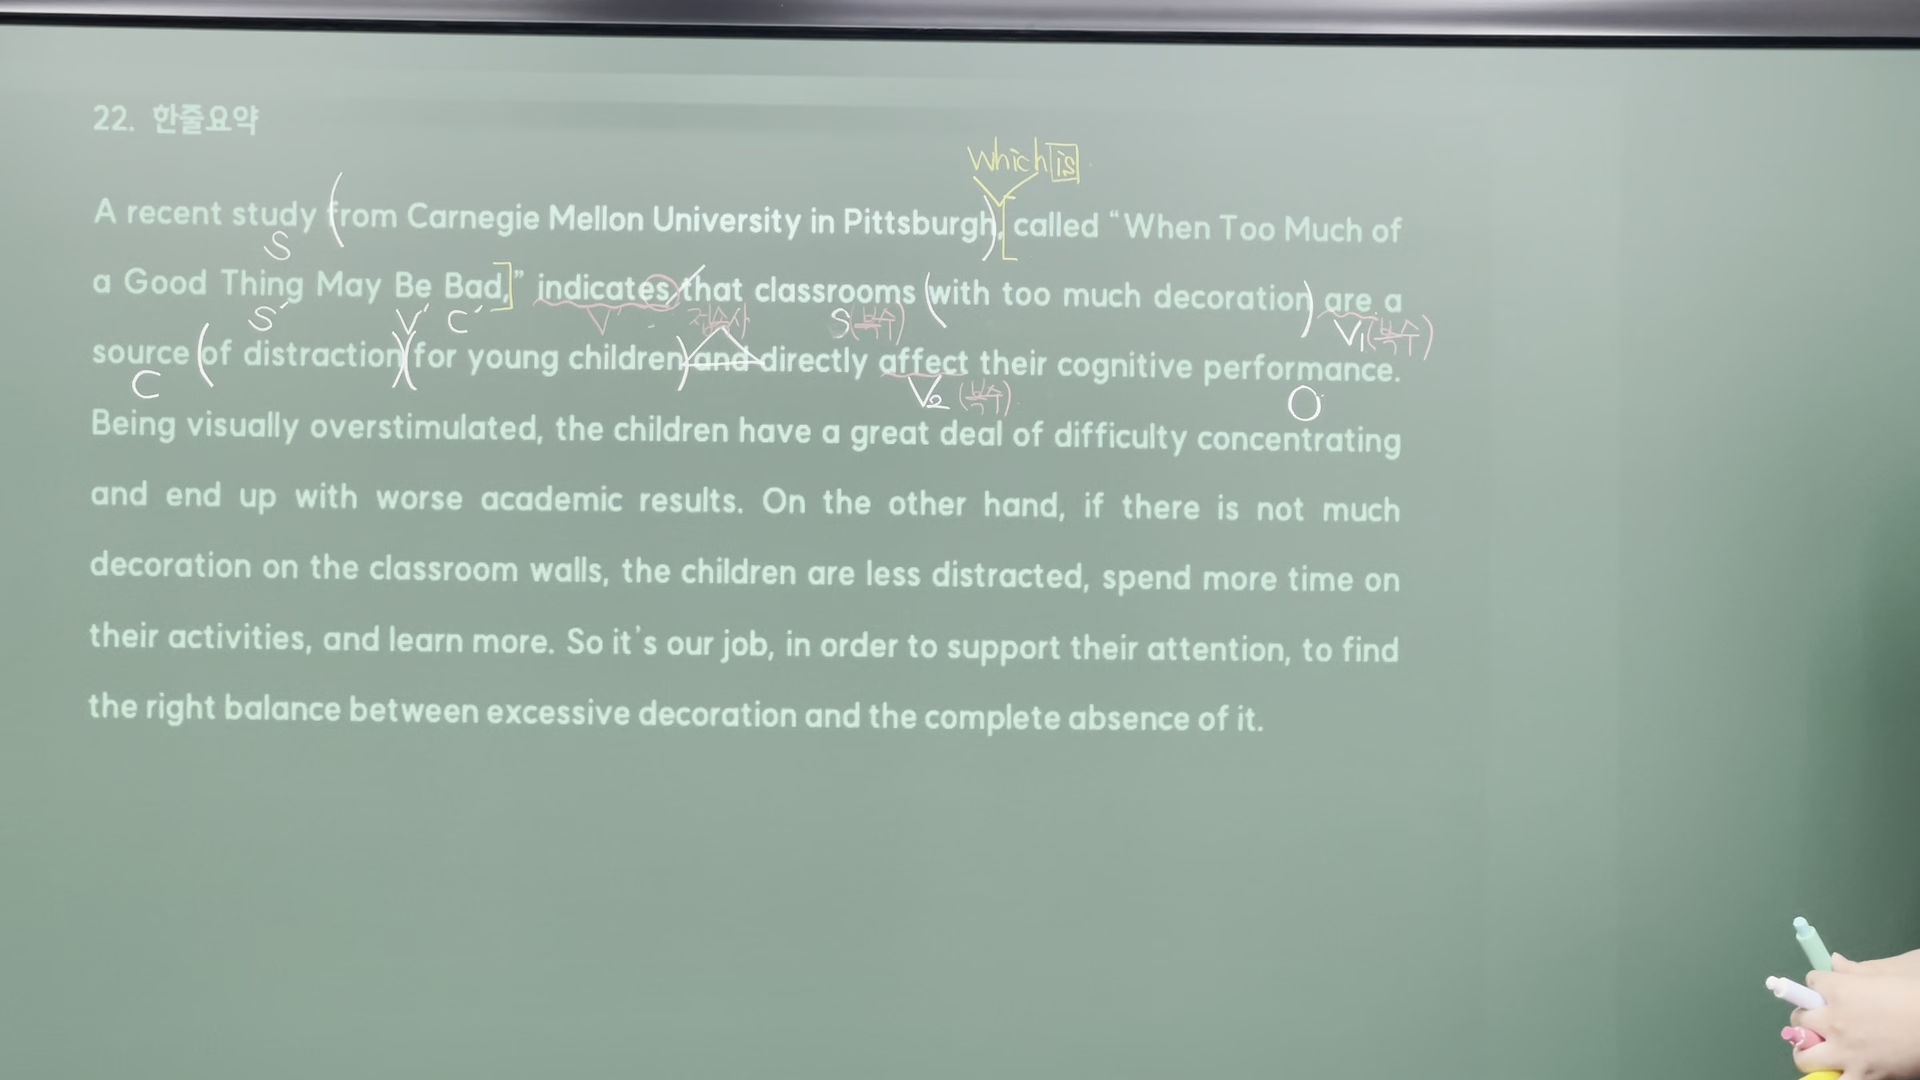 22. 한줄요약
which is
A recent study (from Carnegie Mellon University in Pittsburgh), [called “When Too Much of
S
a Good Thing May Be Bad,]” indicates that classrooms (with too much decoration) are a
S´ V´ C´ V 접속사 S(복수) V1(복수)
source (of distraction)(for young children) and directly affect their cognitive performance.
C V2 (복수) O
Being visually overstimulated, the children have a great deal of difficulty concentrating
and end up with worse academic results. On the other hand, if there is not much
decoration on the classroom walls, the children are less distracted, spend more time on
their activities, and learn more. So it's our job, in order to support their attention, to find
the right balance between excessive decoration and the complete absence of it.